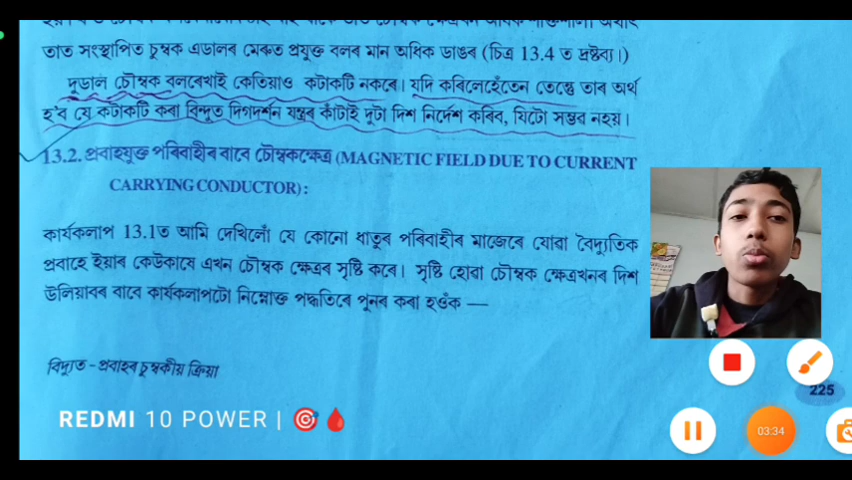 তাত সংস্থাপিত চুম্বক এডালৰ মেৰুত প্ৰযুক্ত বলৰ মান অধিক ডাঙৰ (চিত্ৰ 13.4 ত দ্ৰষ্টব্য।)
দুডাল চৌম্বক বলৰেখাই কেতিয়াও কটাকটি নকৰে। যদি কৰিলেহেঁতেন তেন্তে তাৰ অৰ্থ
হ'ব যে কটাকটি কৰা বিন্দুত দিগদৰ্শন যন্ত্ৰৰ কাঁটাই দুটা দিশ নিৰ্দেশ কৰিব, যিটো সম্ভৱ নহয়।
13.2. প্ৰবাহযুক্ত পৰিবাহীৰ বাবে চৌম্বকক্ষেত্ৰ (MAGNETIC FIELD DUE TO CURRENT
CARRYING CONDUCTOR):
কাৰ্যকলাপ 13.1ত আমি দেখিলোঁ যে কোনো ধাতুৰ পৰিবাহীৰ মাজেৰে যোৱা বৈদ্যুতিক
প্ৰবাহে ইয়াৰ কেউকাষে এখন চৌম্বক ক্ষেত্ৰৰ সৃষ্টি কৰে। সৃষ্টি হোৱা চৌম্বক ক্ষেত্ৰখনৰ দিশ
উলিয়াবৰ বাবে কাৰ্যকলাপটো নিম্নোক্ত পদ্ধতিৰে পুনৰ কৰা হওঁক —
বিদ্যুত - প্ৰবাহৰ চুম্বকীয় ক্ৰিয়া
225
REDMI 10 POWER |
03:34